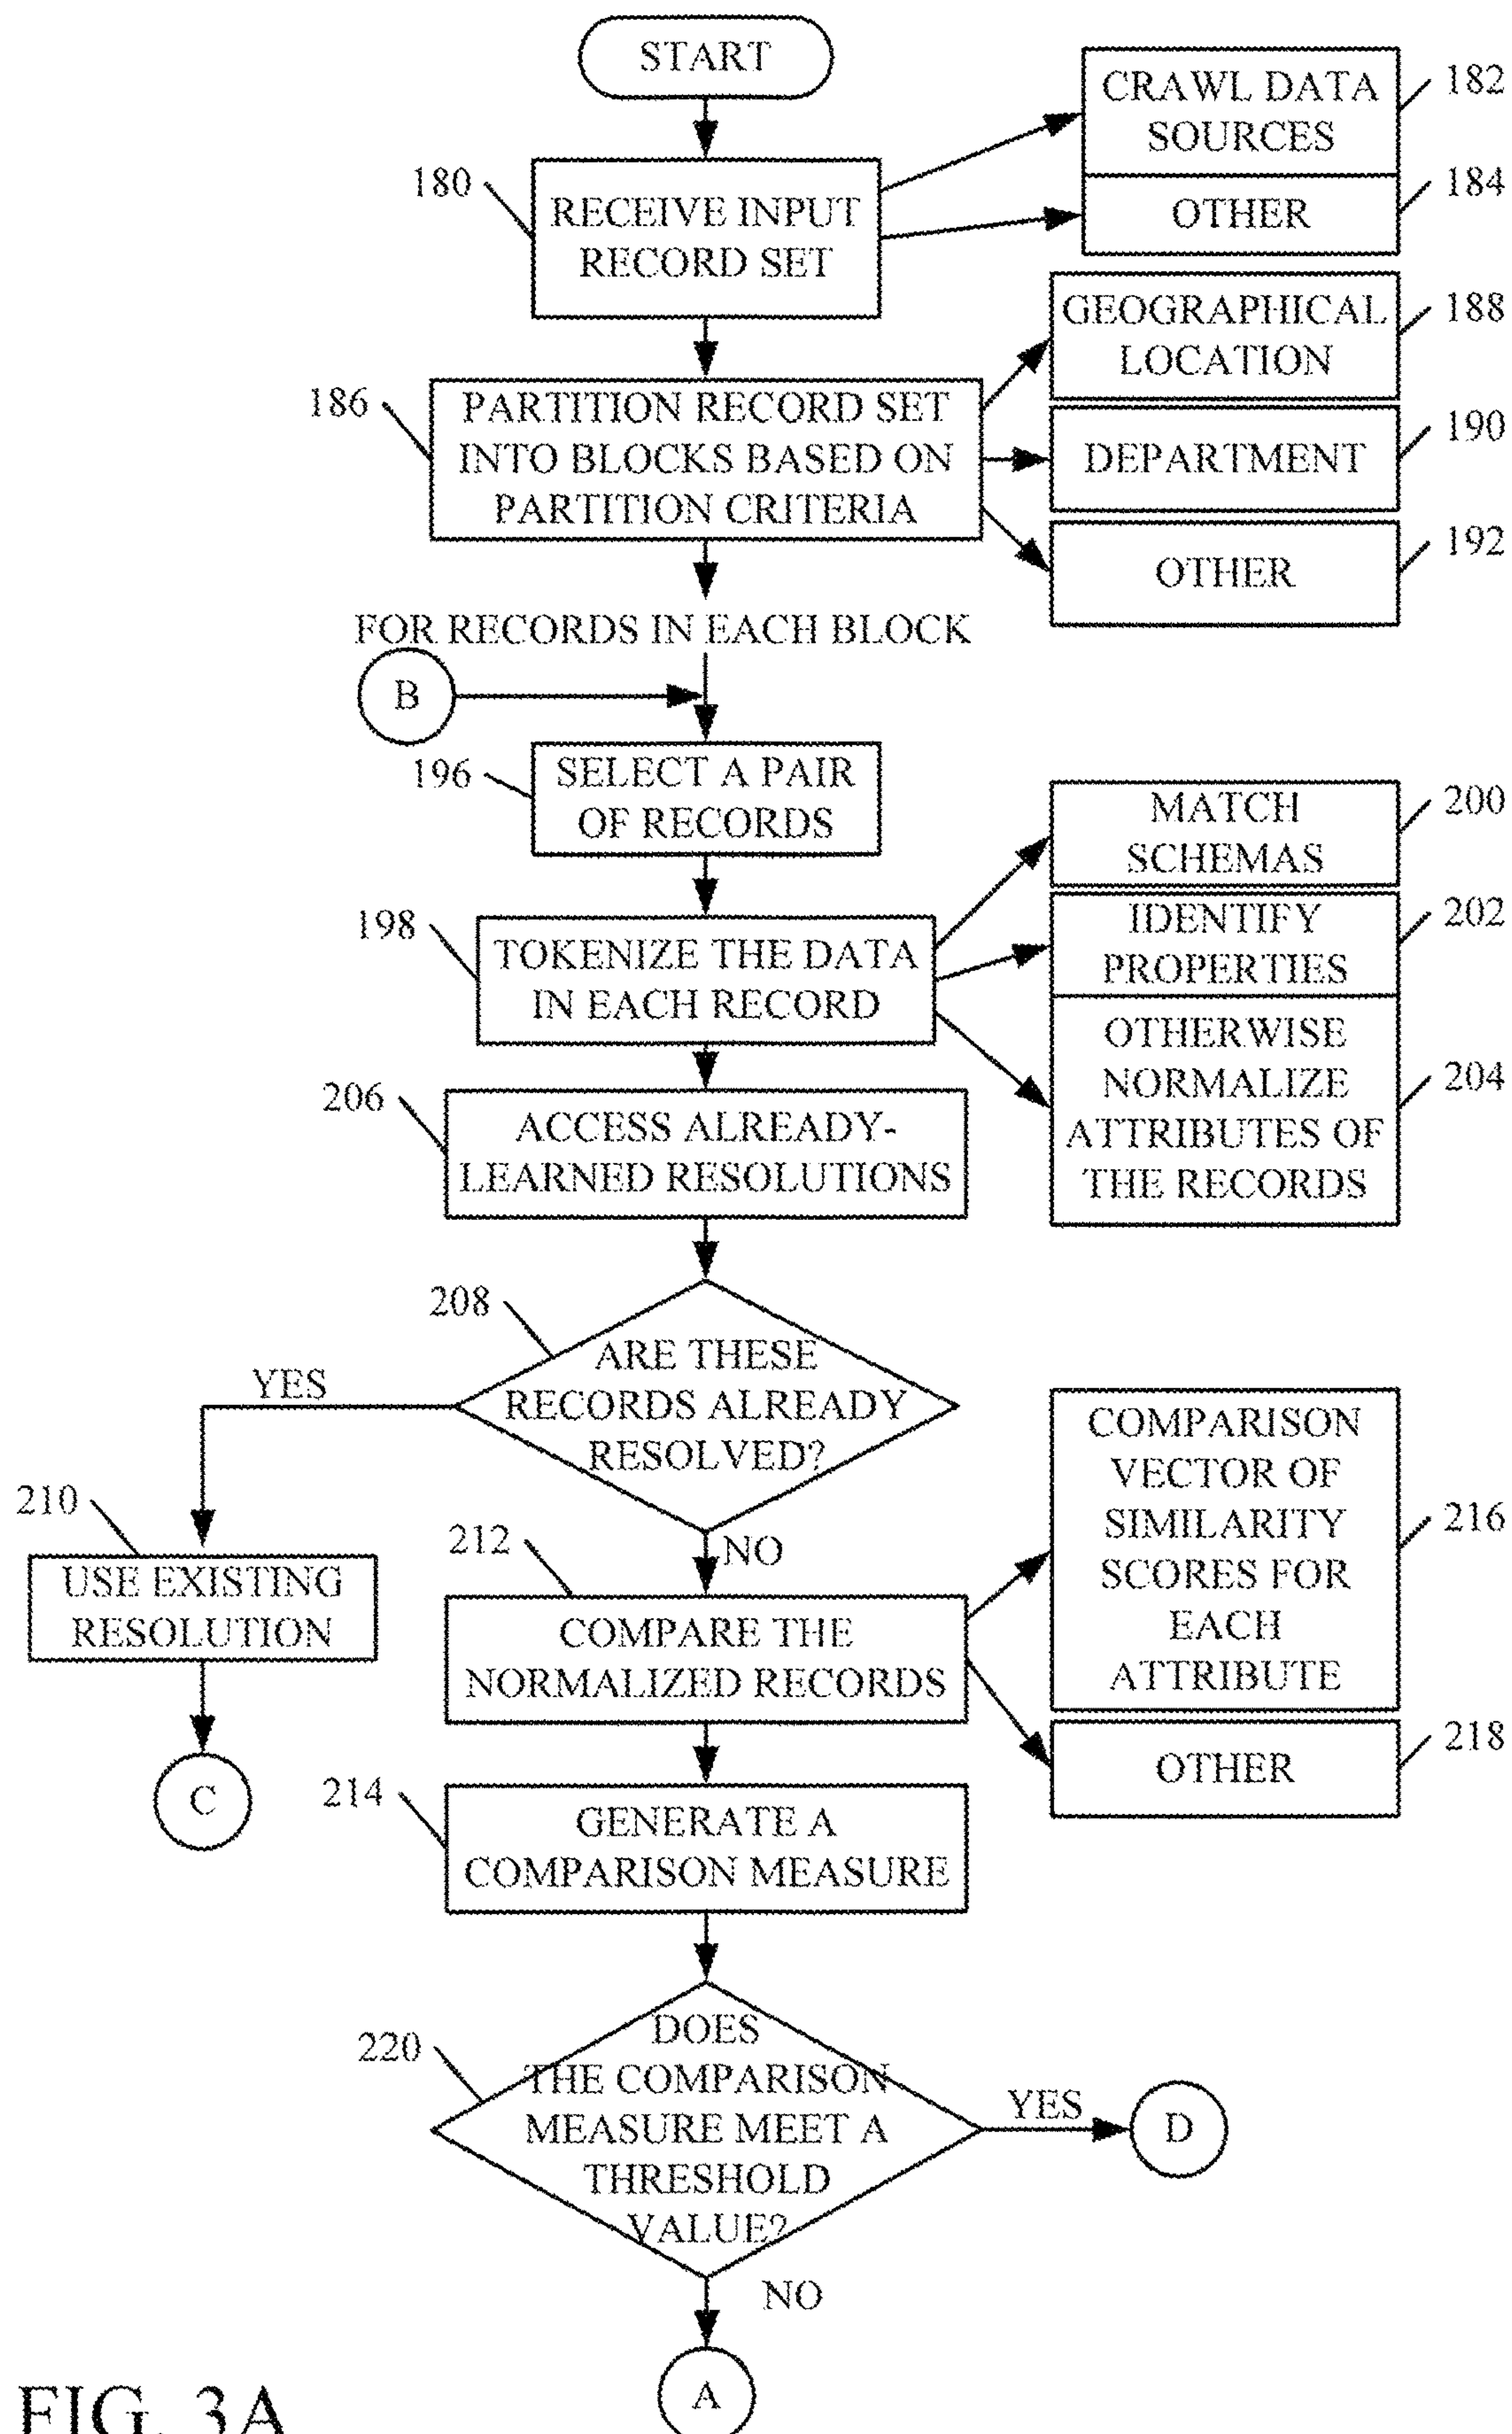 START
CRAWL DATA
SOURCES
182
180
RECEIVE INPUT
RECORD SET
OTHER
184
GEOGRAPHICAL
LOCATION
188
186
PARTITION RECORD SET
INTO BLOCKS BASED ON
PARTITION CRITERIA
DEPARTMENT
190
OTHER
192
FOR RECORDS IN EACH BLOCK
B
196
SELECT A PAIR
OF RECORDS
MATCH
SCHEMAS
200
198
TOKENIZE THE DATA
IN EACH RECORD
IDENTIFY
PROPERTIES
202
OTHERWISE
NORMALIZE
ATTRIBUTES OF
THE RECORDS
204
206
ACCESS ALREADY-
LEARNED RESOLUTIONS
208
ARE THESE
RECORDS ALREADY
RESOLVED?
YES
NO
210
USE EXISTING
RESOLUTION
C
212
COMPARE THE
NORMALIZED RECORDS
COMPARISON
VECTOR OF
SIMILARITY
SCORES FOR
EACH
ATTRIBUTE
216
OTHER
218
214
GENERATE A
COMPARISON MEASURE
220
DOES
THE COMPARISON
MEASURE MEET A
THRESHOLD
VALUE?
YES
D
NO
A
FIG. 3A